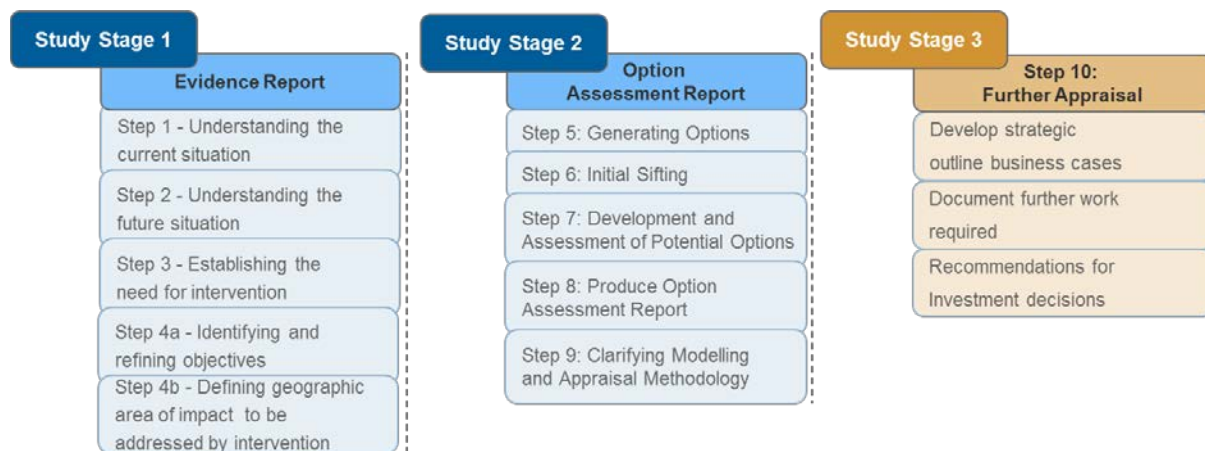 Study Stage 1
Evidence Report
Step 1 - Understanding the
current situation
Step 2 - Understanding the
future situation
Step 3 - Establishing the
need for intervention
Step 4a - Identifying and
refining objectives
Step 4b - Defining geographic
area of impact to be
addressed by intervention
Study Stage 2
Option
Assessment Report
Step 5: Generating Options
Step 6: Initial Sifting
Step 7: Development and
Assessment of Potential Options
Step 8: Produce Option
Assessment Report
Step 9: Clarifying Modelling
and Appraisal Methodology
Study Stage 3
Step 10:
Further Appraisal
Develop strategic
outline business cases
Document further work
required
Recommendations for
Investment decisions